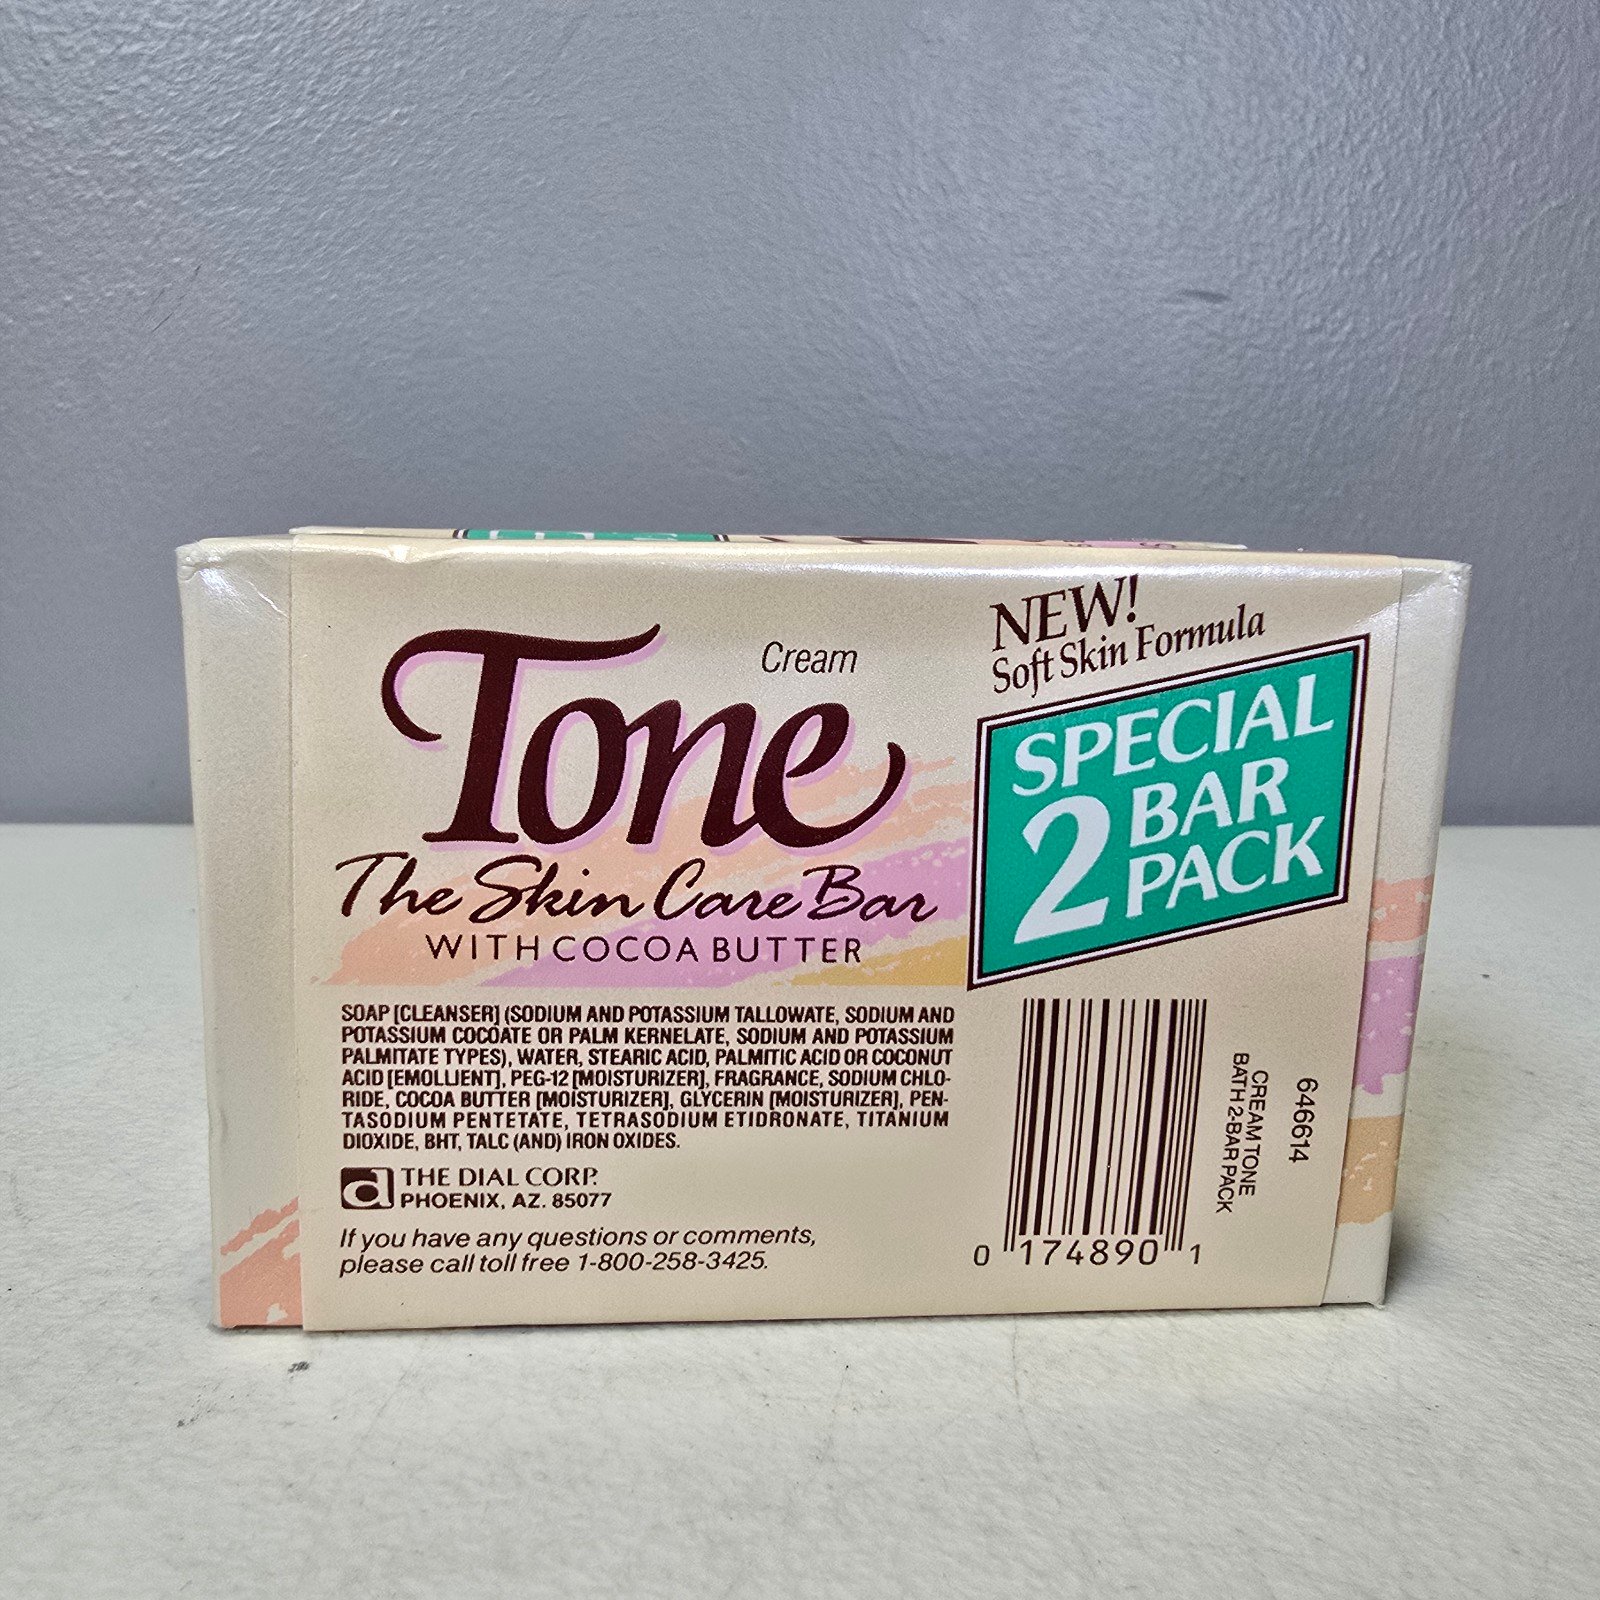 Tone
Cream
The Skin Care Bar
WITH COCOA BUTTER
NEW!
Soft Skin Formula
SPECIAL
2 BAR
PACK
SOAP [CLEANSER] (SODIUM AND POTASSIUM TALLOWATE, SODIUM AND
POTASSIUM COCOATE OR PALM KERNELATE, SODIUM AND POTASSIUM
PALMITATE TYPES), WATER, STEARIC ACID, PALMITIC ACID OR COCONUT
ACID [EMOLLIENT], PEG-12 [MOISTURIZER], FRAGRANCE, SODIUM CHLO-
RIDE, COCOA BUTTER [MOISTURIZER], GLYCERIN [MOISTURIZER], PEN-
TASODIUM PENTETATE, TETRASODIUM ETIDRONATE, TITANIUM
DIOXIDE, BHT, TALC (AND) IRON OXIDES.
d THE DIAL CORP.
PHOENIX, AZ. 85077
If you have any questions or comments,
please call toll free 1-800-258-3425.
0 174890 1
CREAM TONE
BATH 2-BAR PACK
646614